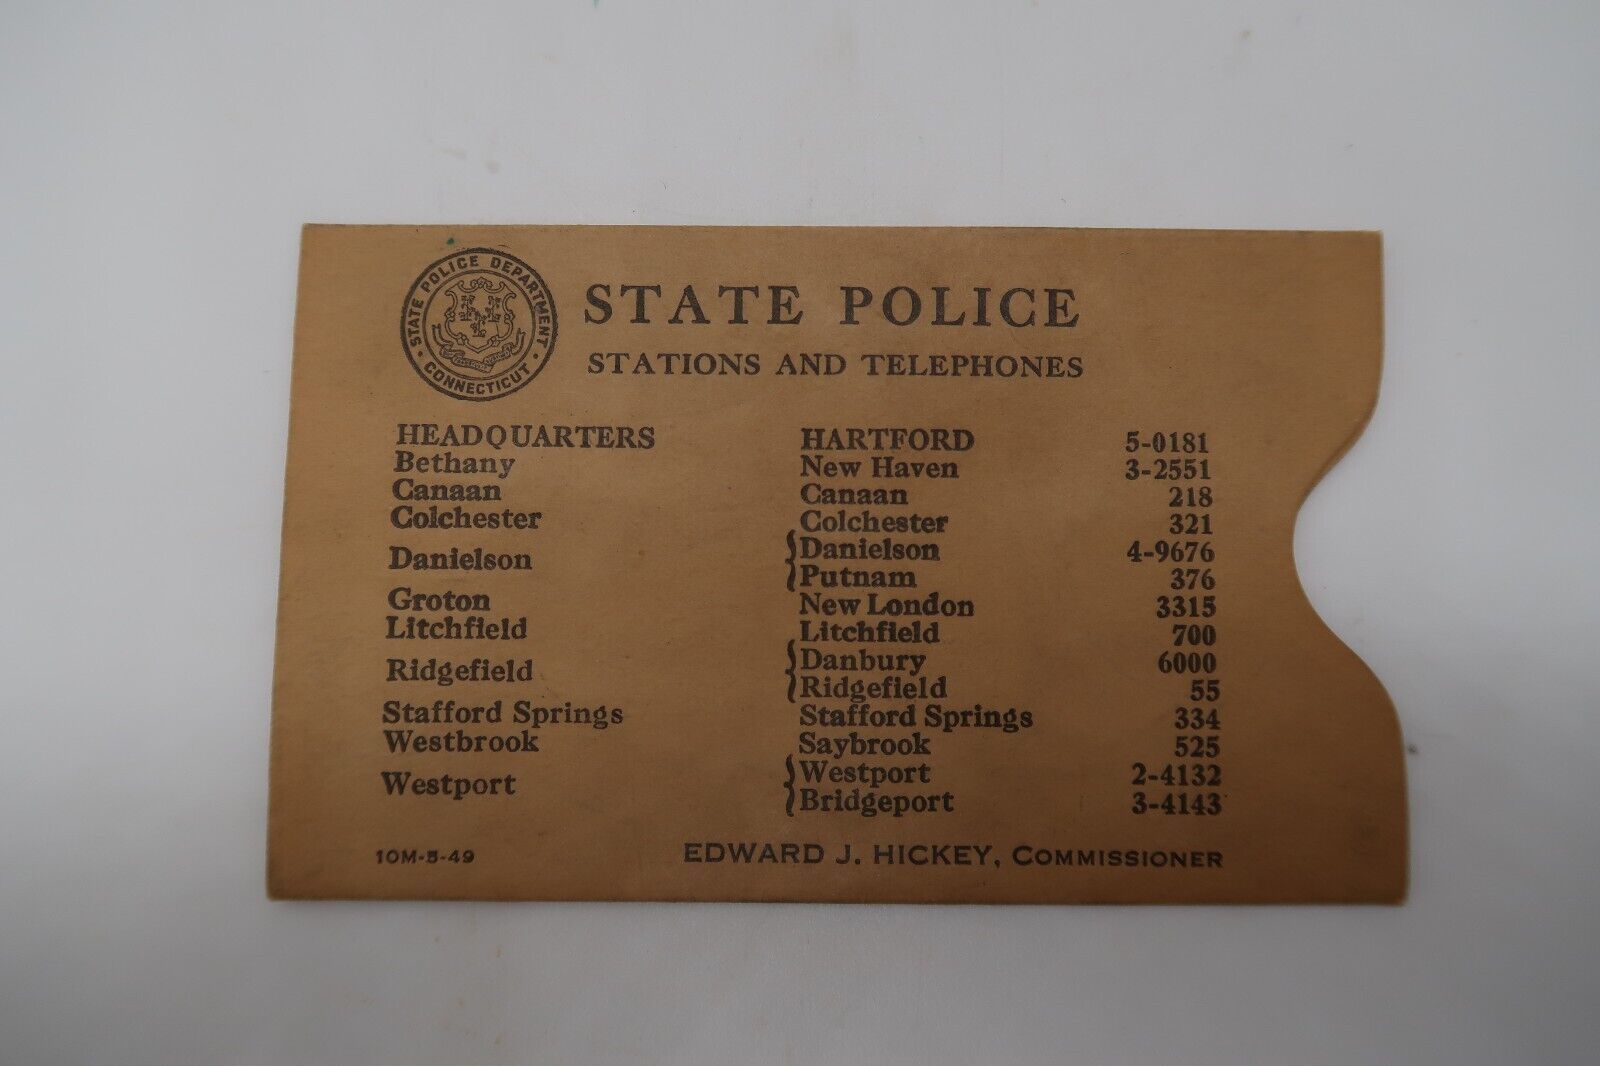 STATE POLICE DEPARTMENT
CONNECTICUT
STATE POLICE
STATIONS AND TELEPHONES
HEADQUARTERS HARTFORD 5-0181
Bethany New Haven 3-2551
Canaan Canaan 218
Colchester Colchester 321
Danielson Danielson 4-9676
Putnam 376
Groton New London 3315
Litchfield Litchfield 700
Ridgefield Danbury 6000
Ridgefield 55
Stafford Springs Stafford Springs 334
Westbrook Saybrook 525
Westport Westport 2-4132
Bridgeport 3-4143
10M-5-49 EDWARD J. HICKEY, COMMISSIONER